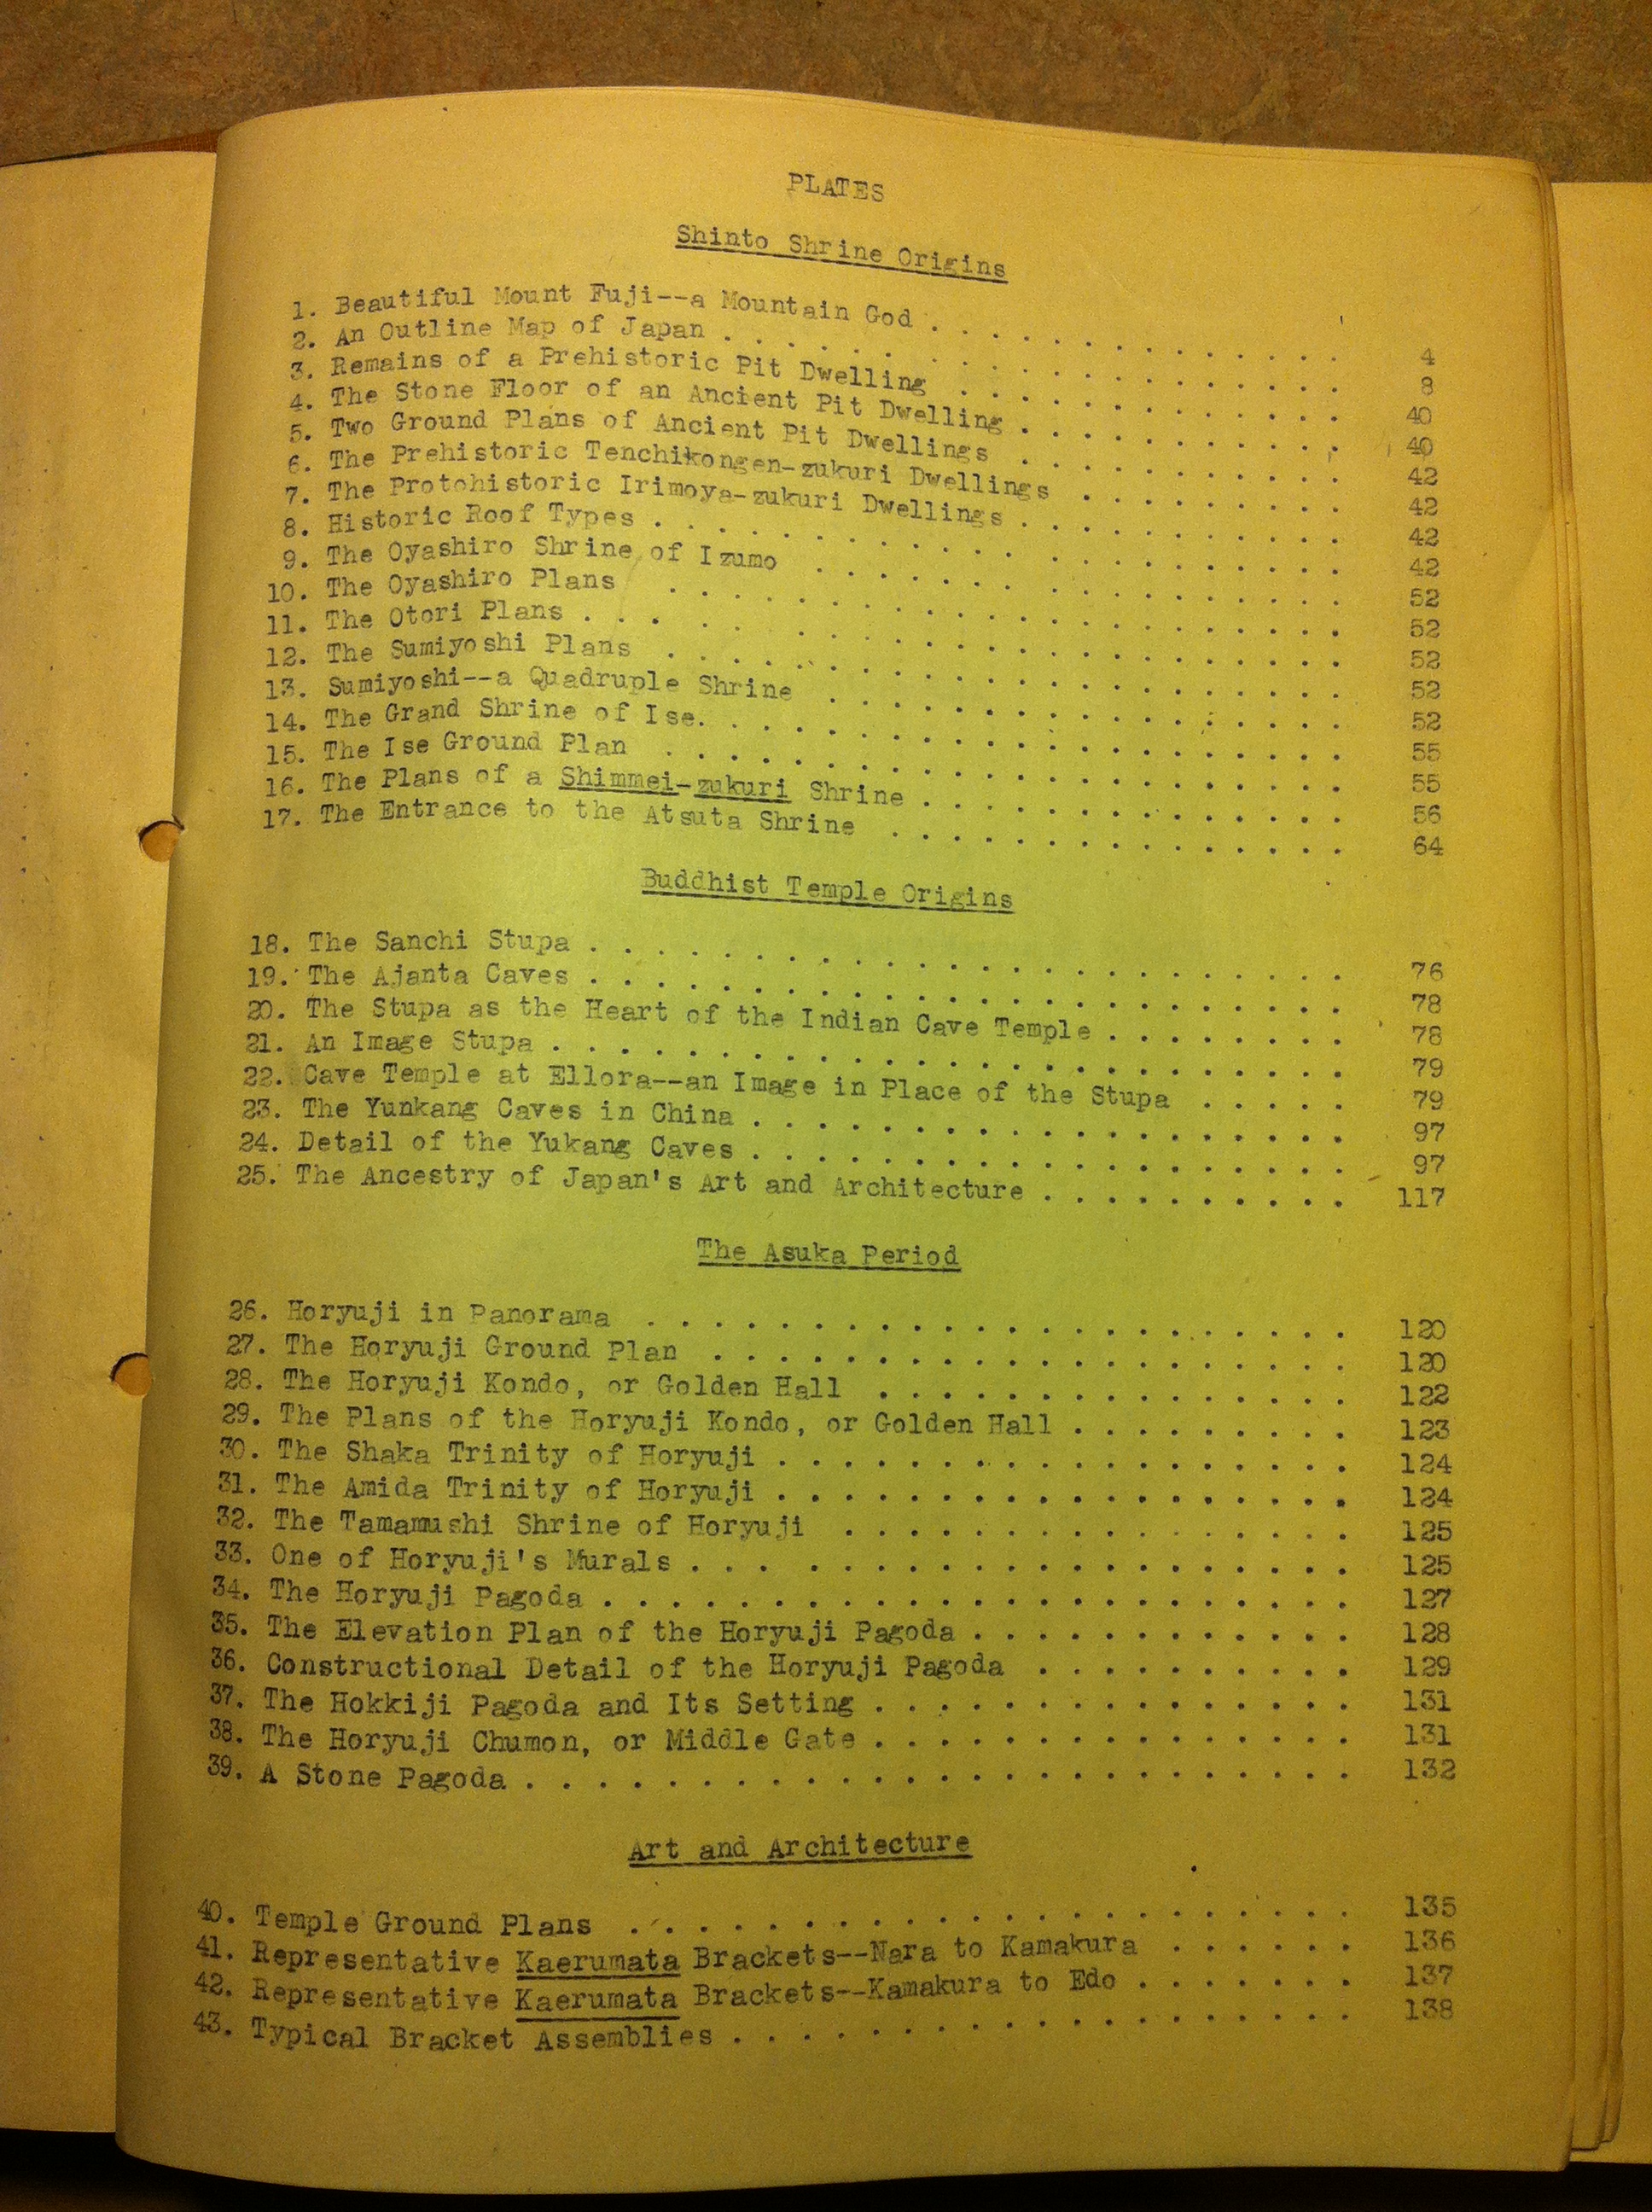 PLATES
Shinto Shrine Origins
1. Beautiful Mount Fuji--a Mountain God . . . . . . . . . . . . . 4
2. An Outline Map of Japan . . . . . . . . . . . . . . . . . . . 8
3. Remains of a Prehistoric Pit Dwelling . . . . . . . . . . . . 40
4. The Stone Floor of an Ancient Pit Dwelling . . . . . . . . . . 40
5. Two Ground Plans of Ancient Pit Dwellings . . . . . . . . . . 42
6. The Prehistoric Tenchikongen-zukuri Dwellings . . . . . . . . 42
7. The Protohistoric Irimoya-zukuri Dwellings . . . . . . . . . . 42
8. Historic Roof Types . . . . . . . . . . . . . . . . . . . . . 42
9. The Oyashiro Shrine of Izumo . . . . . . . . . . . . . . . . 52
10. The Oyashiro Plans . . . . . . . . . . . . . . . . . . . . . 52
11. The Otori Plans . . . . . . . . . . . . . . . . . . . . . . . 52
12. The Sumiyoshi Plans . . . . . . . . . . . . . . . . . . . . . 52
13. Sumiyoshi--a Quadruple Shrine . . . . . . . . . . . . . . . . 52
14. The Grand Shrine of Ise. . . . . . . . . . . . . . . . . . . . 55
15. The Ise Ground Plan . . . . . . . . . . . . . . . . . . . . . 55
16. The Plans of a Shimmei-zukuri Shrine . . . . . . . . . . . . . 56
17. The Entrance to the Atsuta Shrine . . . . . . . . . . . . . . 64
Buddhist Temple Origins
18. The Sanchi Stupa . . . . . . . . . . . . . . . . . . . . . . . 76
19. The Ajanta Caves . . . . . . . . . . . . . . . . . . . . . . . 78
20. The Stupa as the Heart of the Indian Cave Temple . . . . . . . . 78
21. An Image Stupa . . . . . . . . . . . . . . . . . . . . . . . . 79
22. Cave Temple at Ellora--an Image in Place of the Stupa . . . . . 79
23. The Yunkang Caves in China . . . . . . . . . . . . . . . . . . 97
24. Detail of the Yukang Caves . . . . . . . . . . . . . . . . . . 97
25. The Ancestry of Japan's Art and Architecture . . . . . . . . . . 117
The Asuka Period
26. Horyuji in Panorama . . . . . . . . . . . . . . . . . . . . . 120
27. The Horyuji Ground Plan . . . . . . . . . . . . . . . . . . . 120
28. The Horyuji Kondo, or Golden Hall . . . . . . . . . . . . . . 122
29. The Plans of the Horyuji Kondo, or Golden Hall . . . . . . . . . 123
30. The Shaka Trinity of Horyuji . . . . . . . . . . . . . . . . . . 124
31. The Amida Trinity of Horyuji . . . . . . . . . . . . . . . . . . 124
32. The Tamamushi Shrine of Horyuji . . . . . . . . . . . . . . . . 125
33. One of Horyuji's Murals . . . . . . . . . . . . . . . . . . . . 125
34. The Horyuji Pagoda . . . . . . . . . . . . . . . . . . . . . . . 127
35. The Elevation Plan of the Horyuji Pagoda . . . . . . . . . . . . 128
36. Constructional Detail of the Horyuji Pagoda . . . . . . . . . . 129
37. The Hokkiji Pagoda and Its Setting . . . . . . . . . . . . . . . 131
38. The Horyuji Chumon, or Middle Gate . . . . . . . . . . . . . . . 131
39. A Stone Pagoda . . . . . . . . . . . . . . . . . . . . . . . . . 132
Art and Architecture
40. Temple Ground Plans . . . . . . . . . . . . . . . . . . . . . . 135
41. Representative Kaerumata Brackets--Nara to Kamakura . . . . . . 136
42. Representative Kaerumata Brackets--Kamakura to Edo . . . . . . . 137
43. Typical Bracket Assemblies . . . . . . . . . . . . . . . . . . . 138